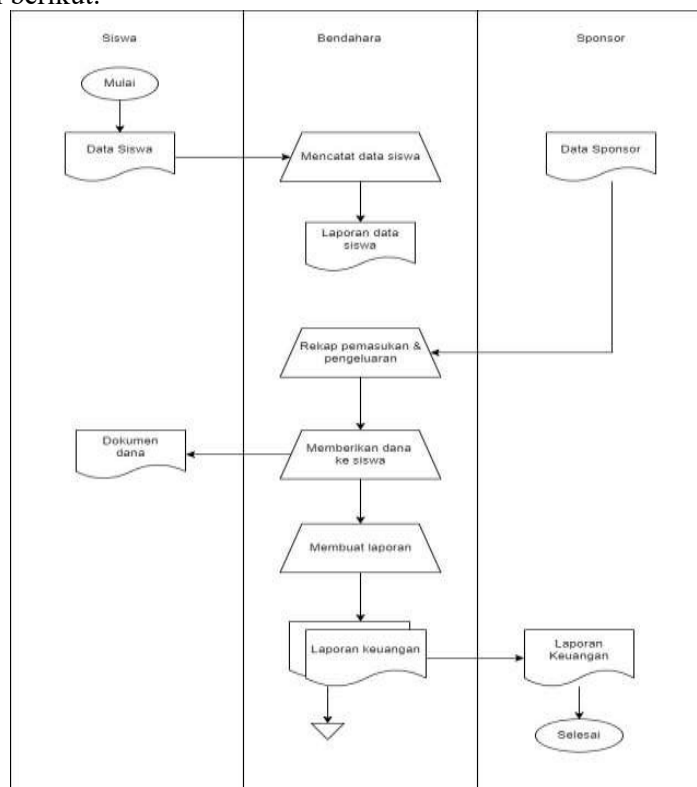 berikut.
Siswa
Bendahara
Sponsor
Mulai
Data Siswa
Mencatat data siswa
Data Sponsor
Laporan data
siswa
Rekap pemasukan &
pengeluaran
Dokumen
dana
Memberikan dana
ke siswa
Membuat laporan
Laporan keuangan
Laporan
Keuangan
Selesai